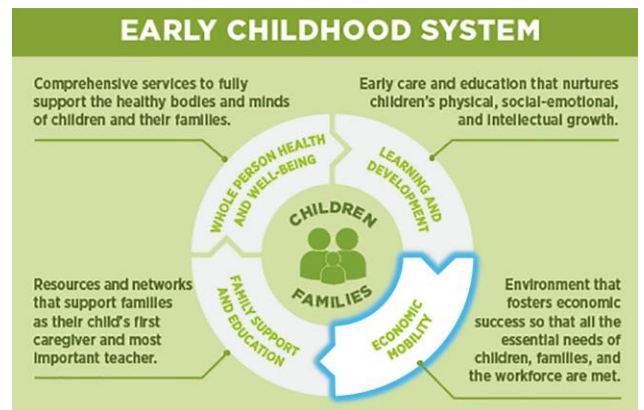 EARLY CHILDHOOD SYSTEM
Comprehensive services to fully
support the healthy bodies and minds
of children and their families.
Early care and education that nurtures
children's physical, social-emotional,
and intellectual growth.
WHOLE PERSON HEALTH
AND WELL-BEING
LEARNING AND
DEVELOPMENT
CHILDREN
FAMILIES
FAMILY SUPPORT
AND EDUCATION
ECONOMIC
MOBILITY
Resources and networks
that support families
as their child's first
caregiver and most
important teacher.
Environment that
fosters economic
success so that all the
essential needs of
children, families, and
the workforce are met.